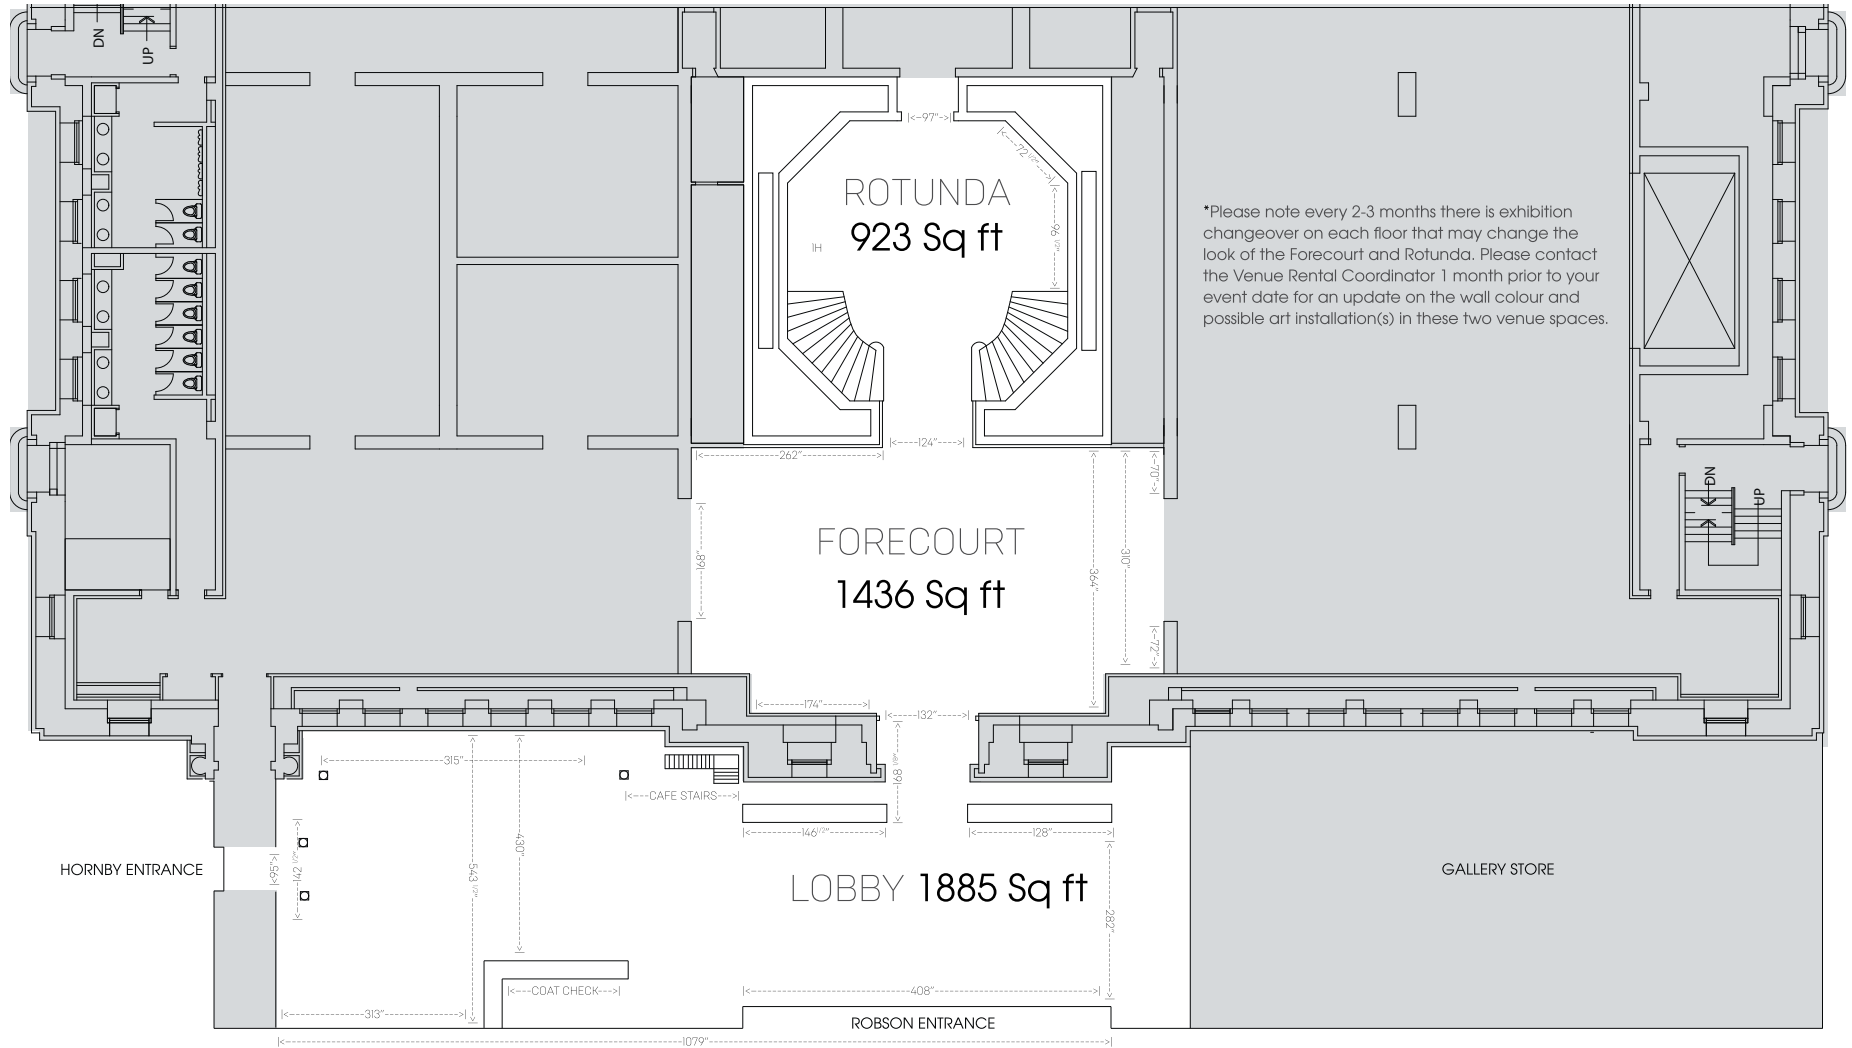 DN
UP
|<-97"->|
|<---72 1/2"--->|
ROTUNDA
923 Sq ft
1H
<---96 1/2"--->
*Please note every 2-3 months there is exhibition
changeover on each floor that may change the
look of the Forecourt and Rotunda. Please contact
the Venue Rental Coordinator 1 month prior to your
event date for an update on the wall colour and
possible art installation(s) in these two venue spaces.
|<----124"---->|
|<----262"---->|
<-70"->
DN
UP
FORECOURT
1436 Sq ft
<---168"--->
<---364"--->
<---310"--->
<-72"->
|<----174"---->|
|<---132"--->|
<---168 1/8"--->
|<----315"---->|
|<---CAFE STAIRS--->|
|<---146 1/2"--->|
|<---128"--->|
<---430"--->
<---543 1/2"--->
<-95"->
<---142 1/2"--->
HORNBY ENTRANCE
LOBBY 1885 Sq ft
GALLERY STORE
<---282"--->
|<---COAT CHECK--->|
|<----408"---->|
|<----313"---->|
ROBSON ENTRANCE
|<----1079"---->|